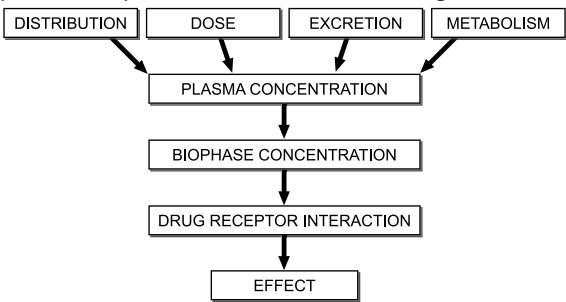 DISTRIBUTION
DOSE
EXCRETION
METABOLISM
PLASMA CONCENTRATION
BIOPHASE CONCENTRATION
DRUG RECEPTOR INTERACTION
EFFECT